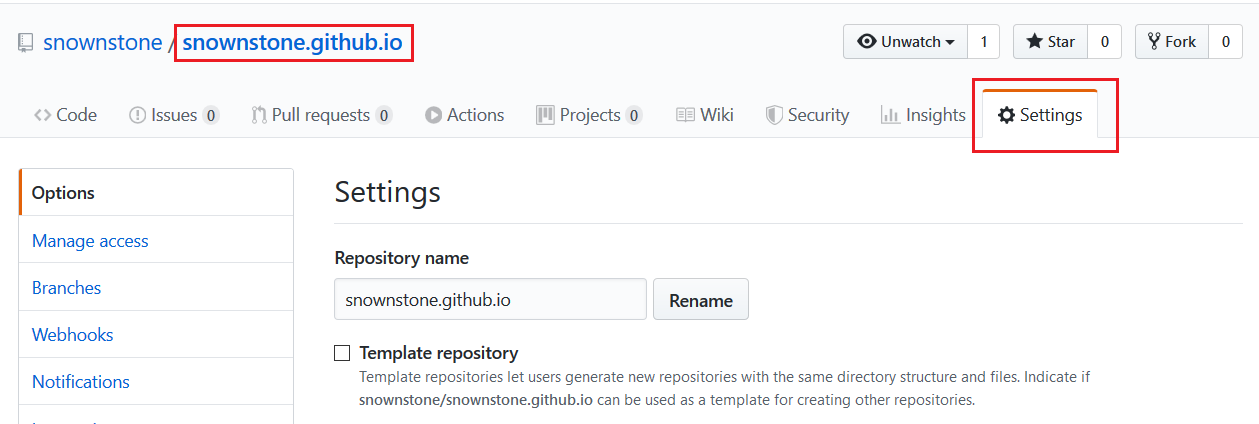 snownstone / snownstone.github.io Unwatch 1 Star 0 Fork 0
Code Issues 0 Pull requests 0 Actions Projects 0 Wiki Security Insights Settings
Options
Manage access
Branches
Webhooks
Notifications
Settings
Repository name
snownstone.github.io Rename
Template repository
Template repositories let users generate new repositories with the same directory structure and files. Indicate if
snownstone/snownstone.github.io can be used as a template for creating other repositories.